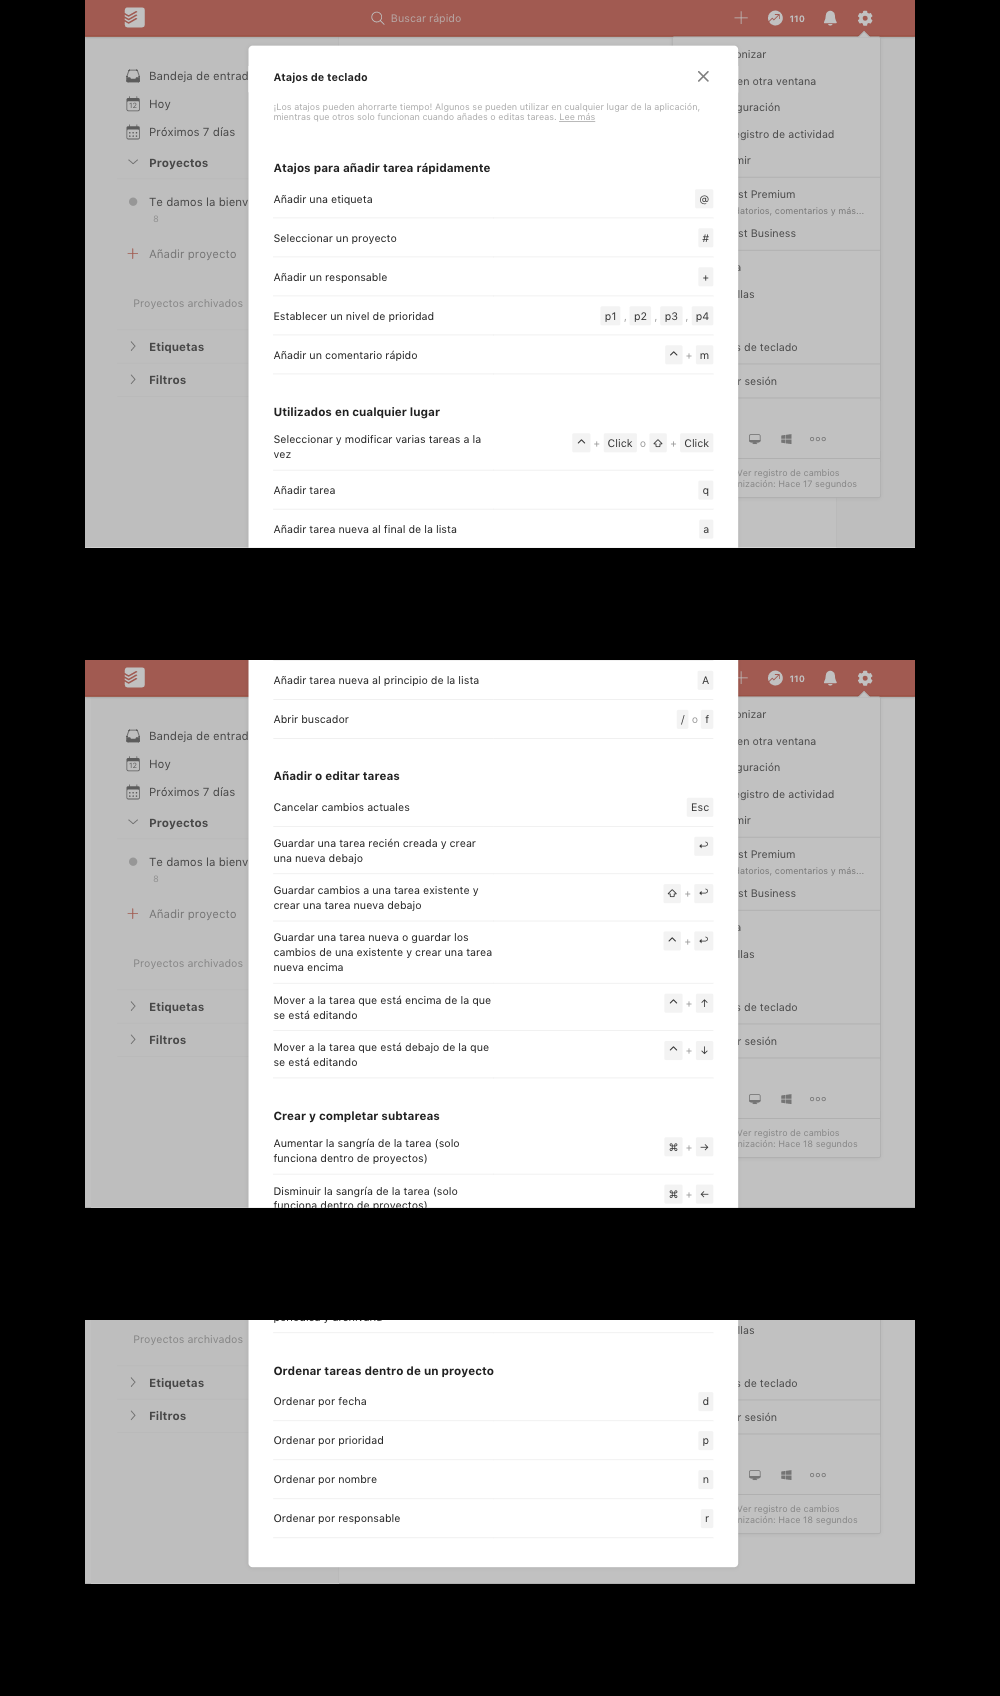 Buscar rápido
110
Bandeja de entrad
12
Hoy
Próximos 7 días
Proyectos
Te damos la bienv
8
Añadir proyecto
Proyectos archivados
Etiquetas
Filtros
Atajos de teclado
¡Los atajos pueden ahorrarte tiempo! Algunos se pueden utilizar en cualquier lugar de la aplicación,
mientras que otros solo funcionan cuando añades o editas tareas. Lee más
Atajos para añadir tarea rápidamente
Añadir una etiqueta @
Seleccionar un proyecto #
Añadir un responsable +
Establecer un nivel de prioridad p1 , p2 , p3 , p4
Añadir un comentario rápido ^ + m
Utilizados en cualquier lugar
Seleccionar y modificar varias tareas a la
vez ^ + Click o ⇧ + Click
Añadir tarea q
Añadir tarea nueva al final de la lista a
onizar
en otra ventana
guración
egistro de actividad
mir
st Premium
latorios, comentarios y más...
st Business
a
llas
s de teclado
r sesión
Ver registro de cambios
nización: Hace 17 segundos
110
Bandeja de entrad
12
Hoy
Próximos 7 días
Proyectos
Te damos la bienv
8
Añadir proyecto
Proyectos archivados
Etiquetas
Filtros
Añadir tarea nueva al principio de la lista A
Abrir buscador / o f
Añadir o editar tareas
Cancelar cambios actuales Esc
Guardar una tarea recién creada y crear
una nueva debajo ↩
Guardar cambios a una tarea existente y
crear una tarea nueva debajo ⇧ + ↩
Guardar una tarea nueva o guardar los
cambios de una existente y crear una tarea
nueva encima ^ + ↩
Mover a la tarea que está encima de la que
se está editando ^ + ↑
Mover a la tarea que está debajo de la que
se está editando ^ + ↓
Crear y completar subtareas
Aumentar la sangría de la tarea (solo
funciona dentro de proyectos) ⌘ + →
Disminuir la sangría de la tarea (solo
funciona dentro de proyectos) ⌘ + ←
onizar
en otra ventana
guración
egistro de actividad
mir
st Premium
latorios, comentarios y más...
st Business
a
llas
s de teclado
r sesión
Ver registro de cambios
nización: Hace 18 segundos
Proyectos archivados
Etiquetas
Filtros
Ordenar tareas dentro de un proyecto
Ordenar por fecha d
Ordenar por prioridad p
Ordenar por nombre n
Ordenar por responsable r
llas
s de teclado
r sesión
Ver registro de cambios
nización: Hace 18 segundos